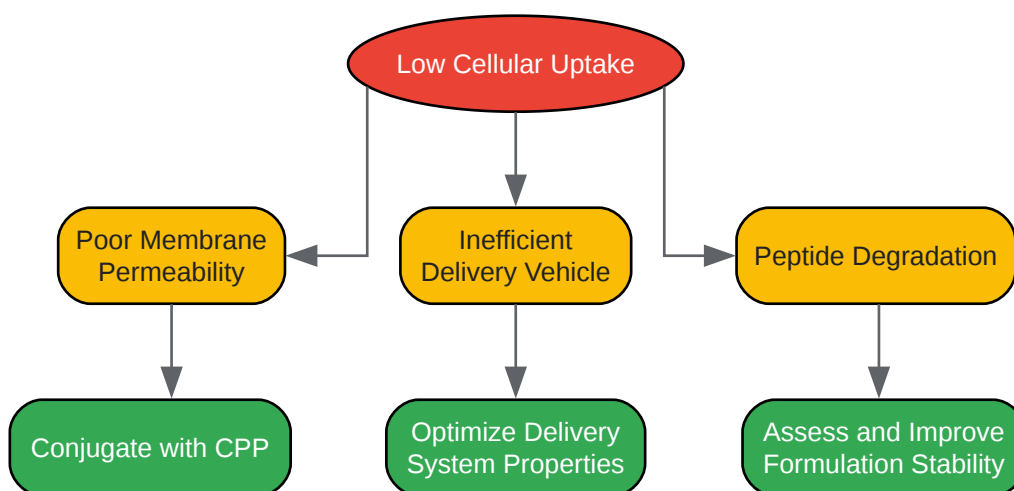 Low Cellular Uptake
Poor Membrane
Permeability
Inefficient
Delivery Vehicle
Peptide Degradation
Conjugate with CPP
Optimize Delivery
System Properties
Assess and Improve
Formulation Stability